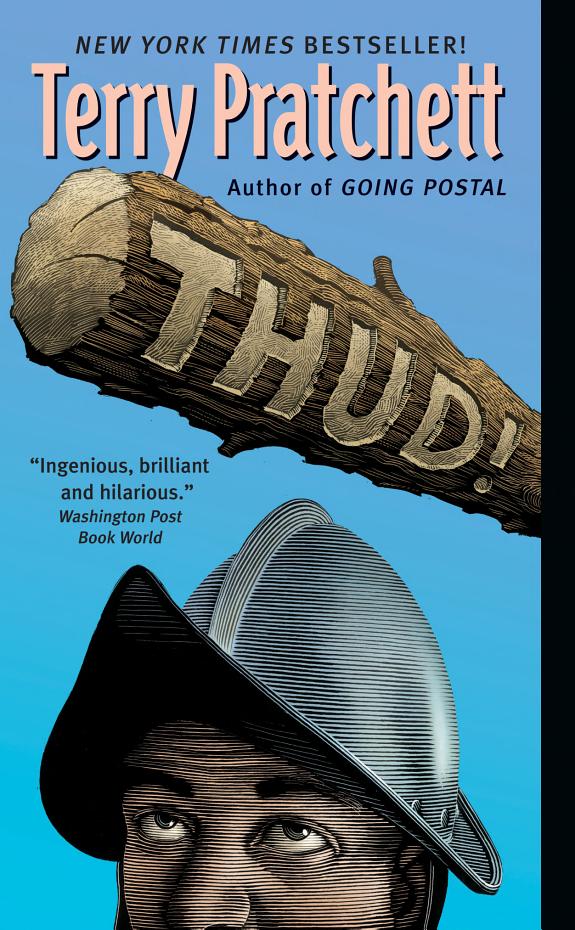 NEW YORK TIMES BESTSELLER!
Terry Pratchett
Author of GOING POSTAL
THUD!
“Ingenious, brilliant
and hilarious.”
Washington Post
Book World